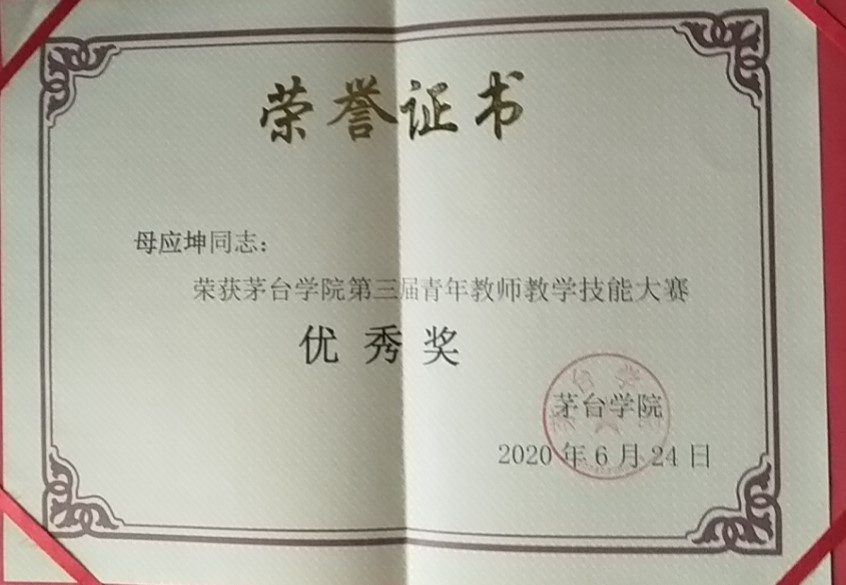 荣誉证书
母应坤同志：
荣获茅台学院第三届青年教师教学技能大赛
优秀奖
茅台学院
2020年6月24日